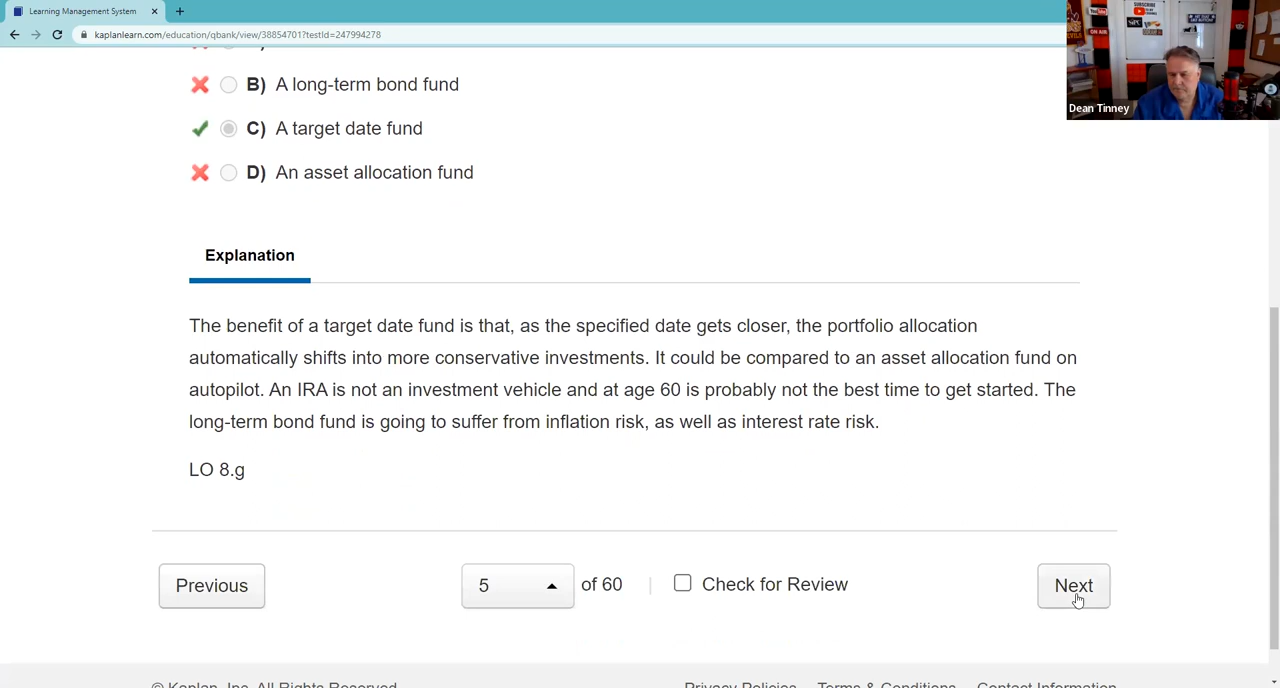 Learning Management System
kaplanlearn.com/education/qbank/view/38854701?testId=247994278
B) A long-term bond fund
C) A target date fund
D) An asset allocation fund
Explanation
The benefit of a target date fund is that, as the specified date gets closer, the portfolio allocation
automatically shifts into more conservative investments. It could be compared to an asset allocation fund on
autopilot. An IRA is not an investment vehicle and at age 60 is probably not the best time to get started. The
long-term bond fund is going to suffer from inflation risk, as well as interest rate risk.
LO 8.g
Previous
5
of 60
Check for Review
Next
© Kaplan, Inc. All Rights Reserved.
Privacy Policies
Terms & Conditions
Contact Information
SUBSCRIBE
ON AIR
SIPC
Dean Tinney